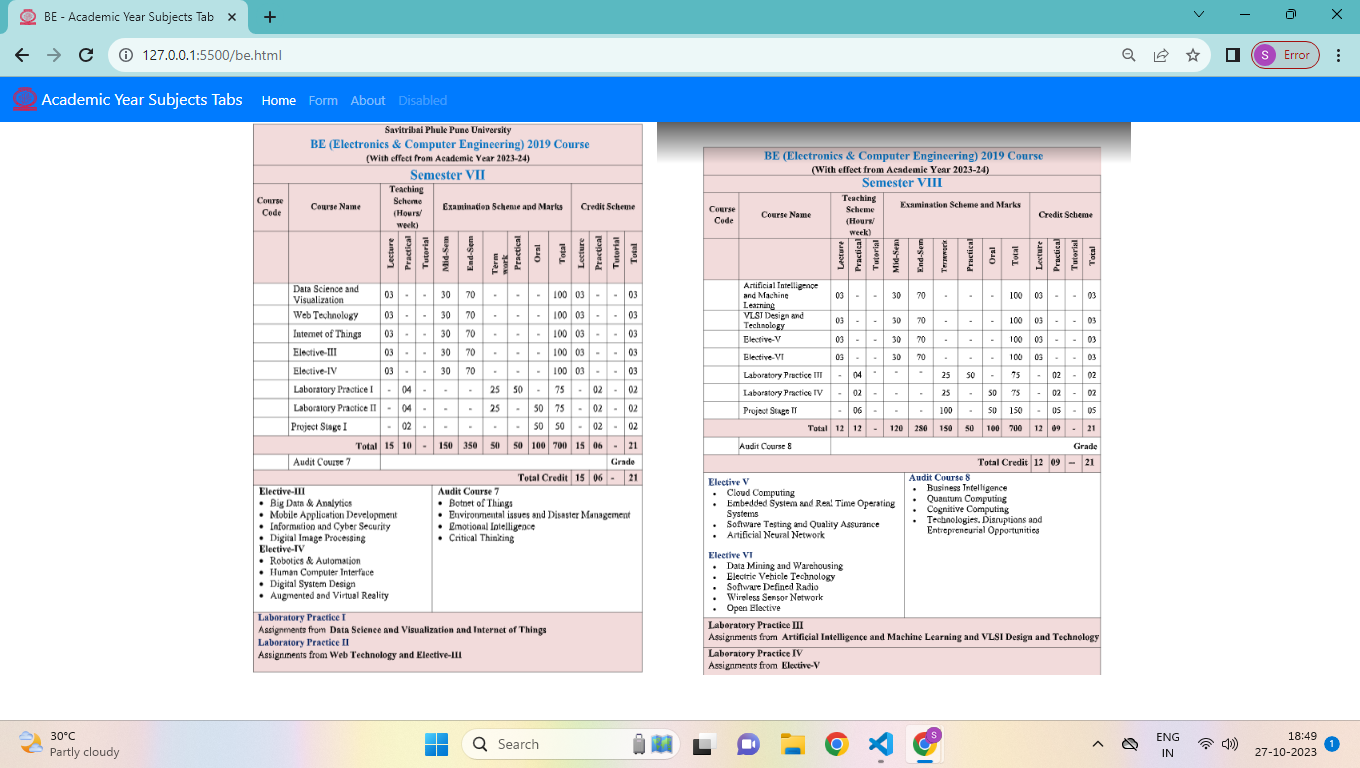 BE - Academic Year Subjects Tab
127.0.0.1:5500/be.html
S Error
Academic Year Subjects Tabs Home Form About Disabled
Savitribai Phule Pune University
BE (Electronics & Computer Engineering) 2019 Course
(With effect from Academic Year 2023-24)
Semester VII
Course Code Course Name Teaching Scheme (Hours/ week) Examination Scheme and Marks Credit Scheme
Lecture Practical Tutorial Mid-Sem End-Sem Term work Practical Oral Total Lecture Practical Tutorial Total
Data Science and Visualization 03 - - 30 70 - - - 100 03 - - 03
Web Technology 03 - - 30 70 - - - 100 03 - - 03
Internet of Things 03 - - 30 70 - - - 100 03 - - 03
Elective-III 03 - - 30 70 - - - 100 03 - - 03
Elective-IV 03 - - 30 70 - - - 100 03 - - 03
Laboratory Practice I - 04 - - - 25 50 - 75 - 02 - 02
Laboratory Practice II - 04 - - - 25 - 50 75 - 02 - 02
Project Stage I - 02 - - - - - 50 50 - 02 - 02
Total 15 10 - 150 350 50 50 100 700 15 06 - 21
Audit Course 7 Grade
Total Credit 15 06 - 21
Elective-III
• Big Data & Analytics
• Mobile Application Development
• Information and Cyber Security
• Digital Image Processing
Elective-IV
• Robotics & Automation
• Human Computer Interface
• Digital System Design
• Augmented and Virtual Reality
Audit Course 7
• Botnet of Things
• Environmental issues and Disaster Management
• Emotional Intelligence
• Critical Thinking
Laboratory Practice I
Assignments from Data Science and Visualization and Internet of Things
Laboratory Practice II
Assignments from Web Technology and Elective-III
BE (Electronics & Computer Engineering) 2019 Course
(With effect from Academic Year 2023-24)
Semester VIII
Course Code Course Name Teaching Scheme (Hours/ week) Examination Scheme and Marks Credit Scheme
Lecture Practical Tutorial Mid-Sem End-Sem Termwork Practical Oral Total Lecture Practical Tutorial Total
Artificial Intelligence and Machine Learning 03 - - 30 70 - - - 100 03 - - 03
VLSI Design and Technology 03 - - 30 70 - - - 100 03 - - 03
Elective-V 03 - - 30 70 - - - 100 03 - - 03
Elective-VI 03 - - 30 70 - - - 100 03 - - 03
Laboratory Practice III - 04 - - - 25 50 - 75 - 02 - 02
Laboratory Practice IV - 02 - - - 25 - 50 75 - 02 - 02
Project Stage II - 06 - - - 100 - 50 150 - 05 - 05
Total 12 12 - 120 280 150 50 100 700 12 09 - 21
Audit Course 8 Grade
Total Credit 12 09 -- 21
Elective V
• Cloud Computing
• Embedded System and Real Time Operating
Systems
• Software Testing and Quality Assurance
• Artificial Neural Network
Elective VI
• Data Mining and Warehousing
• Electric Vehicle Technology
• Software Defined Radio
• Wireless Sensor Network
• Open Elective
Audit Course 8
• Business Intelligence
• Quantum Computing
• Cognitive Computing
• Technologies, Disruptions and
Entrepreneurial Opportunities
Laboratory Practice III
Assignments from Artificial Intelligence and Machine Learning and VLSI Design and Technology
Laboratory Practice IV
Assignments from Elective-V
30°C
Partly cloudy
Search
S
ENG
IN
18:49
27-10-2023
1